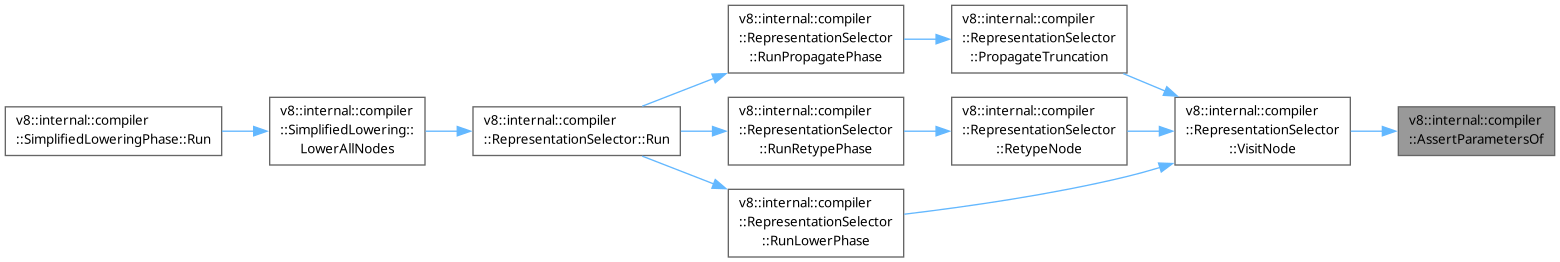 v8::internal::compiler
::SimplifiedLoweringPhase::Run
v8::internal::compiler
::SimplifiedLowering::
LowerAllNodes
v8::internal::compiler
::RepresentationSelector::Run
v8::internal::compiler
::RepresentationSelector
::RunPropagatePhase
v8::internal::compiler
::RepresentationSelector
::RunRetypePhase
v8::internal::compiler
::RepresentationSelector
::RunLowerPhase
v8::internal::compiler
::RepresentationSelector
::PropagateTruncation
v8::internal::compiler
::RepresentationSelector
::RetypeNode
v8::internal::compiler
::RepresentationSelector
::VisitNode
v8::internal::compiler
::AssertParametersOf